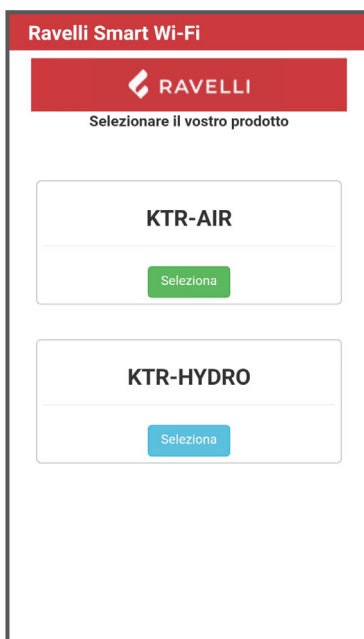 Ravelli Smart Wi-Fi
RAVELLI
Selezionare il vostro prodotto
KTR-AIR
Seleziona
KTR-HYDRO
Seleziona